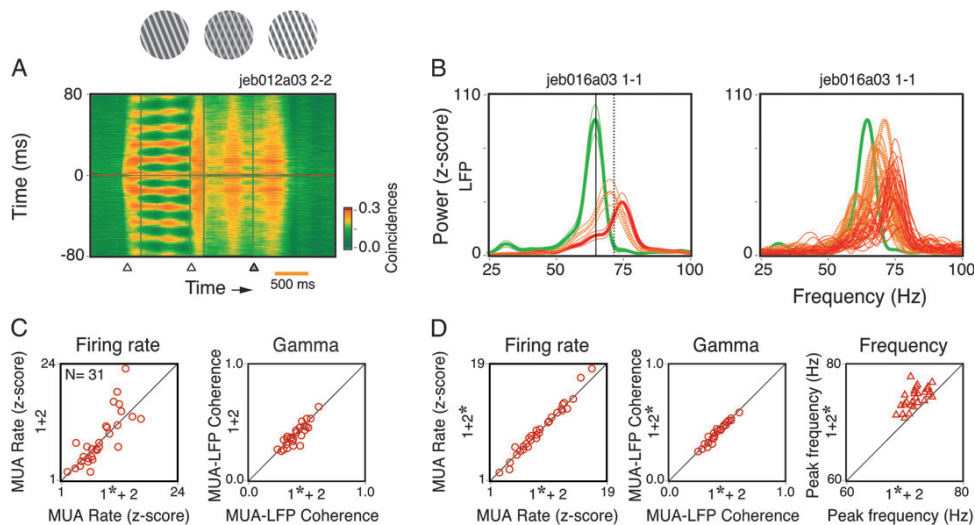 A
jeb012a03 2-2
80
0
-80
Time (ms)
0.3
0.0
Coincidences
Time
500 ms
B
jeb016a03 1-1
110
0
Power (z-score)
LFP
25 50 75 100
jeb016a03 1-1
110
0
25 50 75 100
Frequency (Hz)
C
Firing rate
24
N= 31
1
MUA Rate (z-score)
1+2
1 1*+ 2 24
MUA Rate (z-score)
Gamma
1.0
0.0
MUA-LFP Coherence
1+2
0.0 1*+ 2 1.0
MUA-LFP Coherence
D
Firing rate
19
1
MUA Rate (z-score)
1+2*
1 1*+ 2 19
MUA Rate (z-score)
Gamma
1.0
0.0
MUA-LFP Coherence
1+2*
0.0 1*+ 2 1.0
MUA-LFP Coherence
Frequency
80
60
Peak frequency (Hz)
1+2*
60 1*+ 2 80
Peak frequency (Hz)